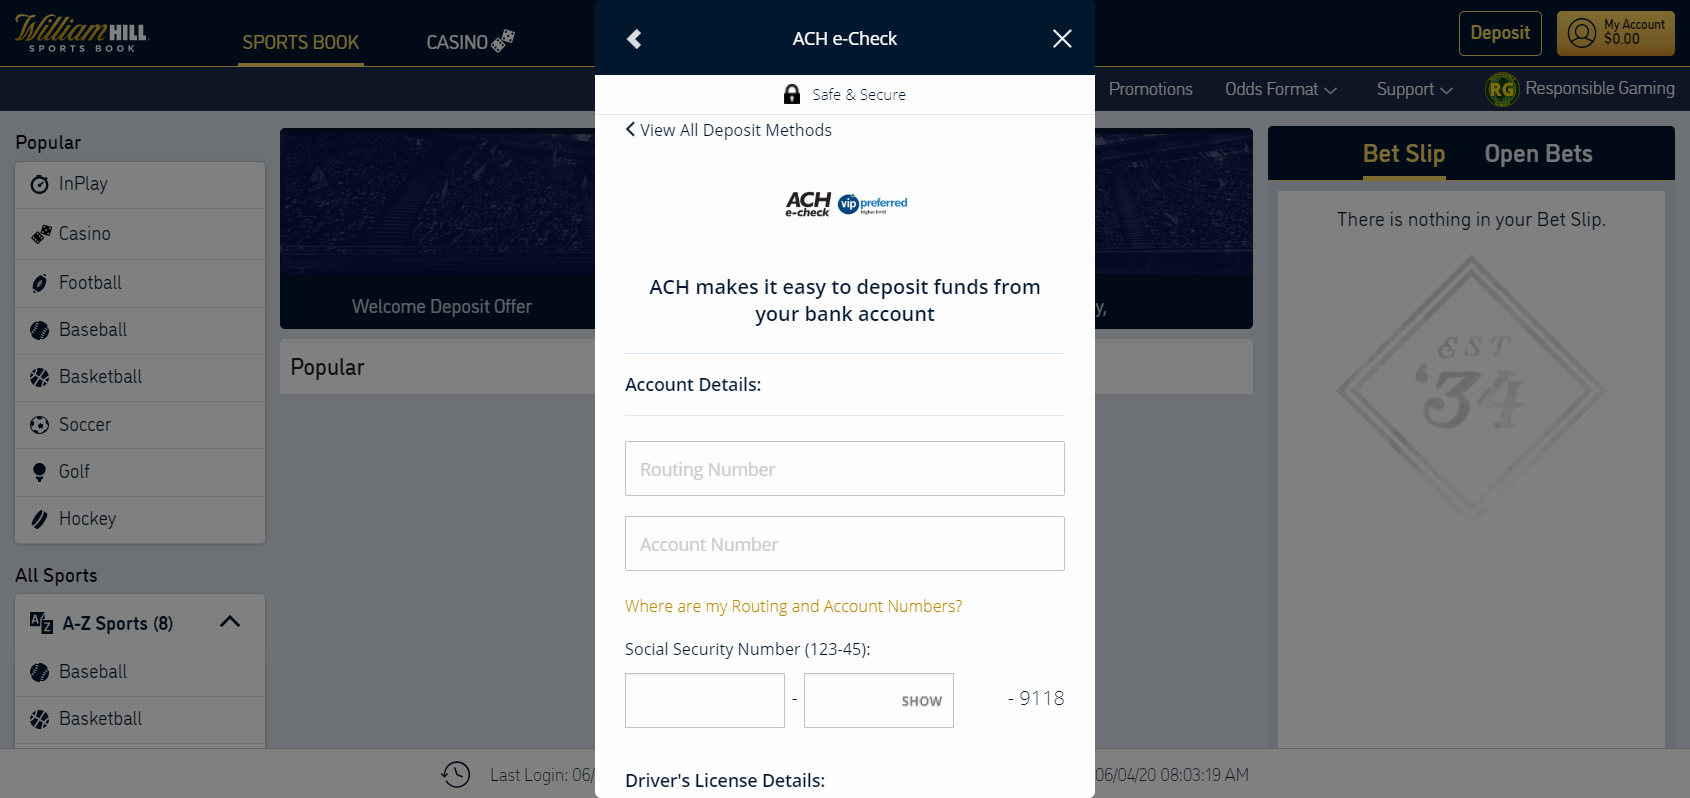 William HILL
SPORTS BOOK
SPORTS BOOK
CASINO
Deposit
My Account
$0.00
Promotions
Odds Format
Support
RG
Responsible Gaming
Popular
InPlay
Casino
Football
Baseball
Basketball
Soccer
Golf
Hockey
All Sports
A-Z Sports (8)
Baseball
Basketball
Welcome Deposit Offer
y,
Popular
ACH e-Check
Safe & Secure
View All Deposit Methods
ACH
e-check
vip preferred
higher limit
ACH makes it easy to deposit funds from
your bank account
Account Details:
Routing Number
Account Number
Where are my Routing and Account Numbers?
Social Security Number (123-45):
-
SHOW
- 9118
Driver's License Details:
Bet Slip
Open Bets
There is nothing in your Bet Slip.
EST
‘34
Last Login: 06/
06/04/20 08:03:19 AM